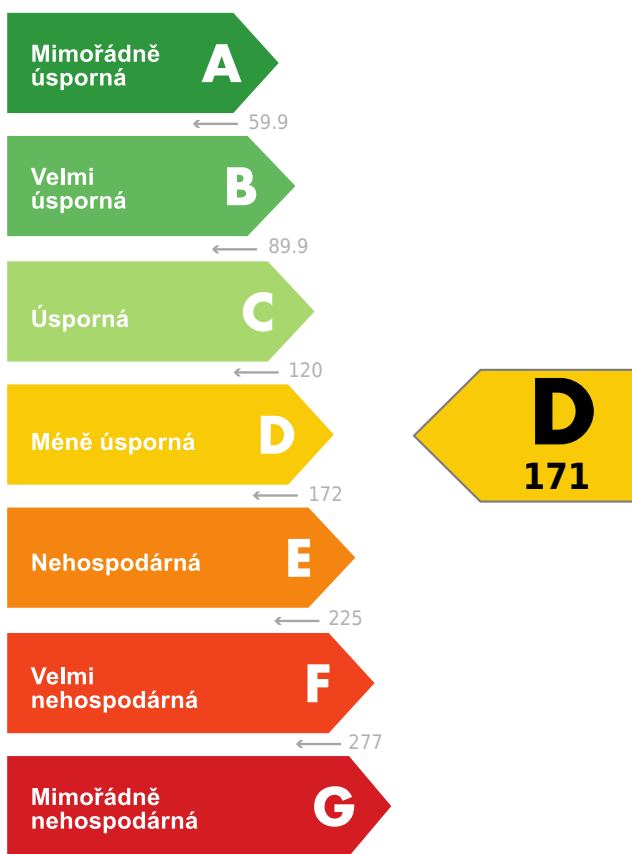 Mimořádně
úsporná
A
59.9
Velmi
úsporná
B
89.9
Úsporná
C
120
Méně úsporná
D
D
171
172
Nehospodárná
E
225
Velmi
nehospodárná
F
277
Mimořádně
nehospodárná
G